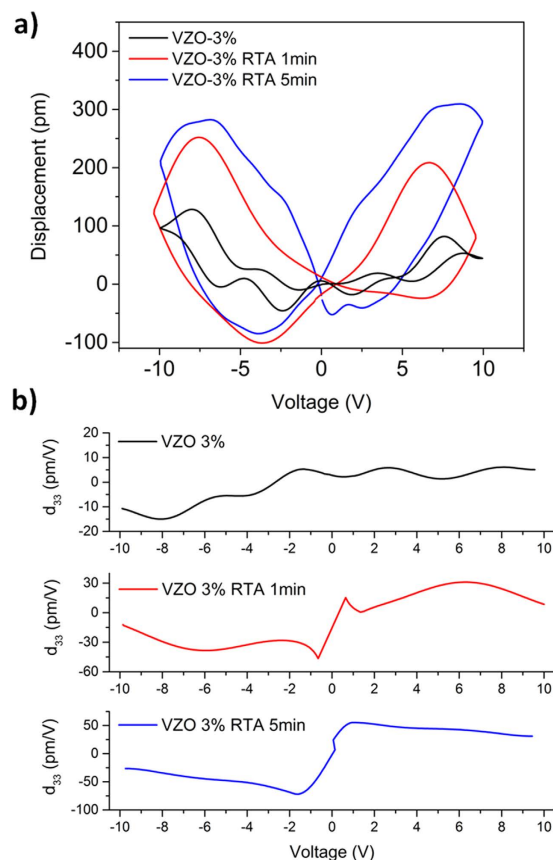 a)
VZO-3%
VZO-3% RTA 1min
VZO-3% RTA 5min
400
300
200
100
0
-100
Displacement (pm)
-10 -5 0 5 10
Voltage (V)
b)
VZO 3%
20
10
0
-10
-20
d33 (pm/V)
-10 -8 -6 -4 -2 0 2 4 6 8 10
VZO 3% RTA 1min
30
0
-30
-60
d33 (pm/V)
-10 -8 -6 -4 -2 0 2 4 6 8 10
VZO 3% RTA 5min
50
0
-50
-100
d33 (pm/V)
-10 -8 -6 -4 -2 0 2 4 6 8 10
Voltage (V)